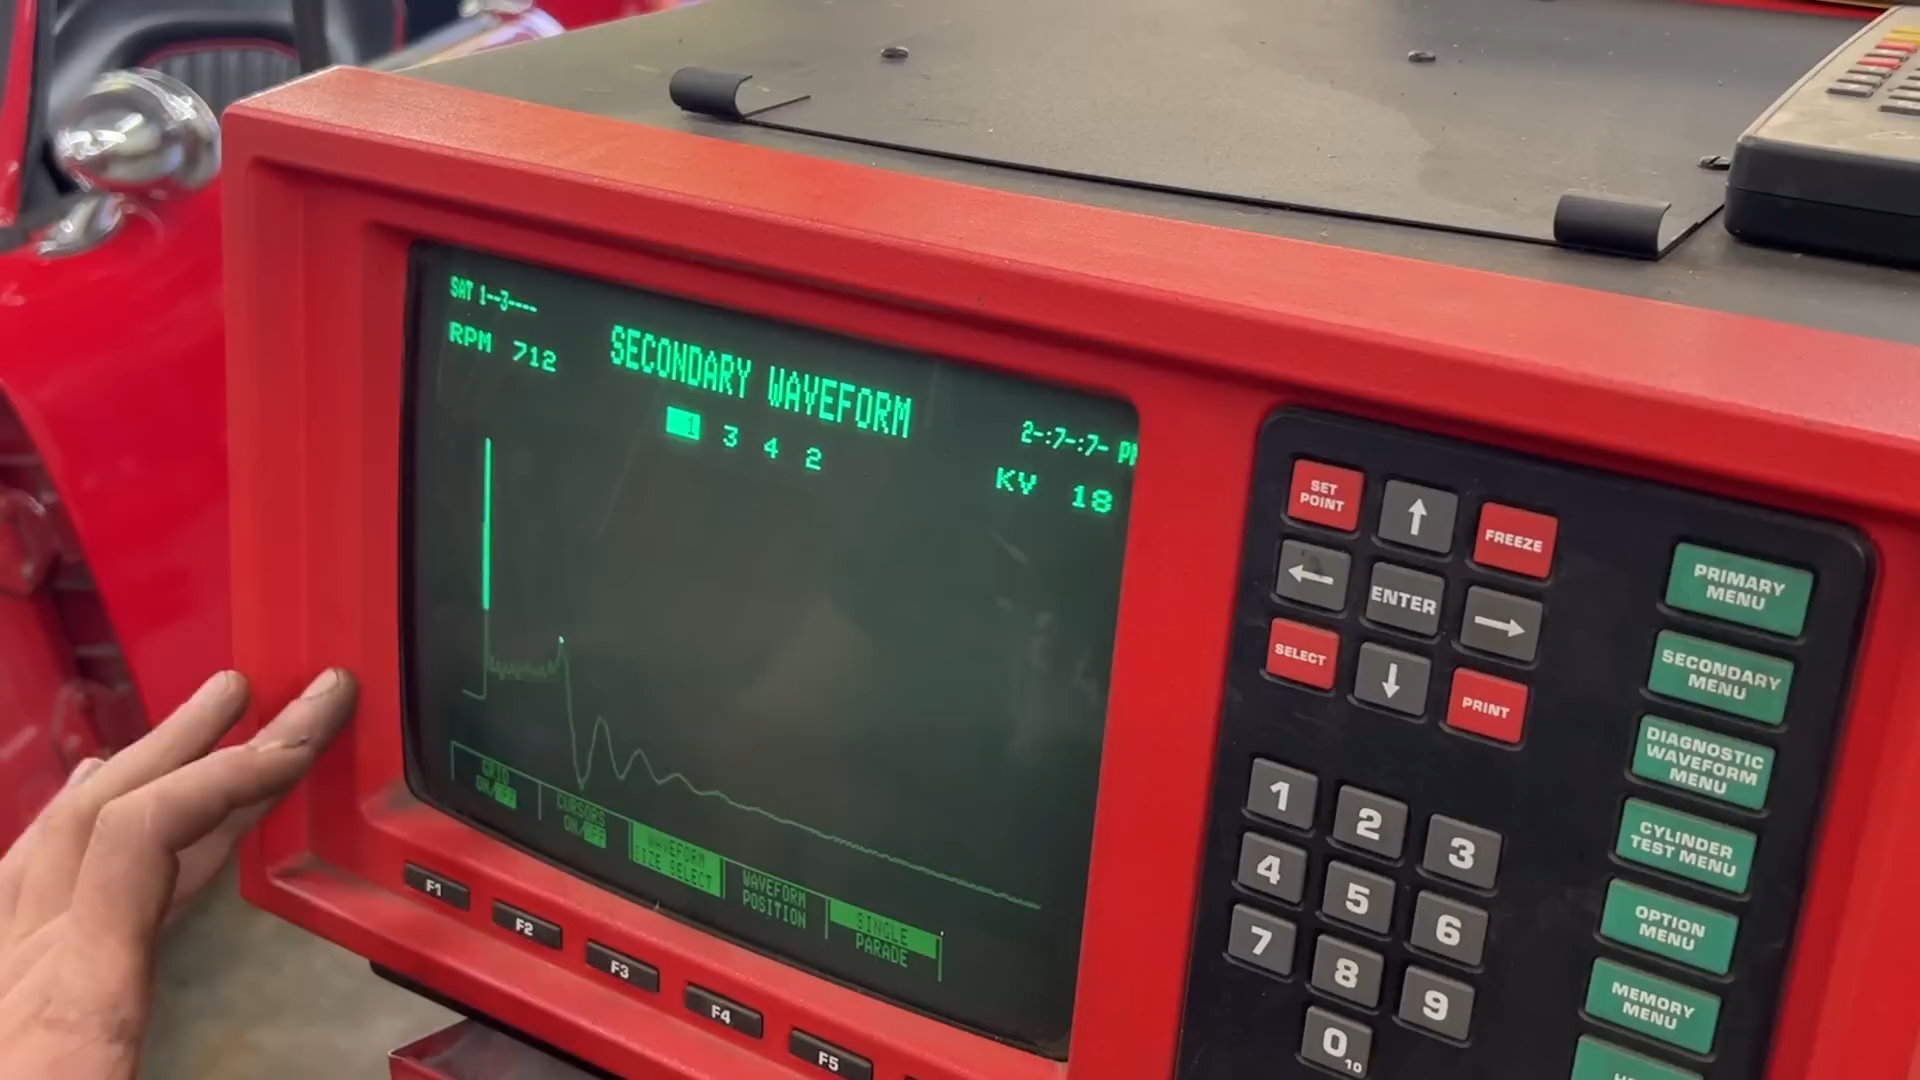 SAT 1--3----
RPM 712
SECONDARY WAVEFORM
1 3 4 2
2-:7-:7- PM
KV 18
GRID
ON/OFF
CURSORS
ON/OFF
WAVEFORM
SIZE SELECT
WAVEFORM
POSITION
SINGLE
PARADE
F1
F2
F3
F4
F5
SET
POINT
↑
FREEZE
←
ENTER
→
SELECT
↓
PRINT
1
2
3
4
5
6
7
8
9
0 10
PRIMARY
MENU
SECONDARY
MENU
DIAGNOSTIC
WAVEFORM
MENU
CYLINDER
TEST MENU
OPTION
MENU
MEMORY
MENU